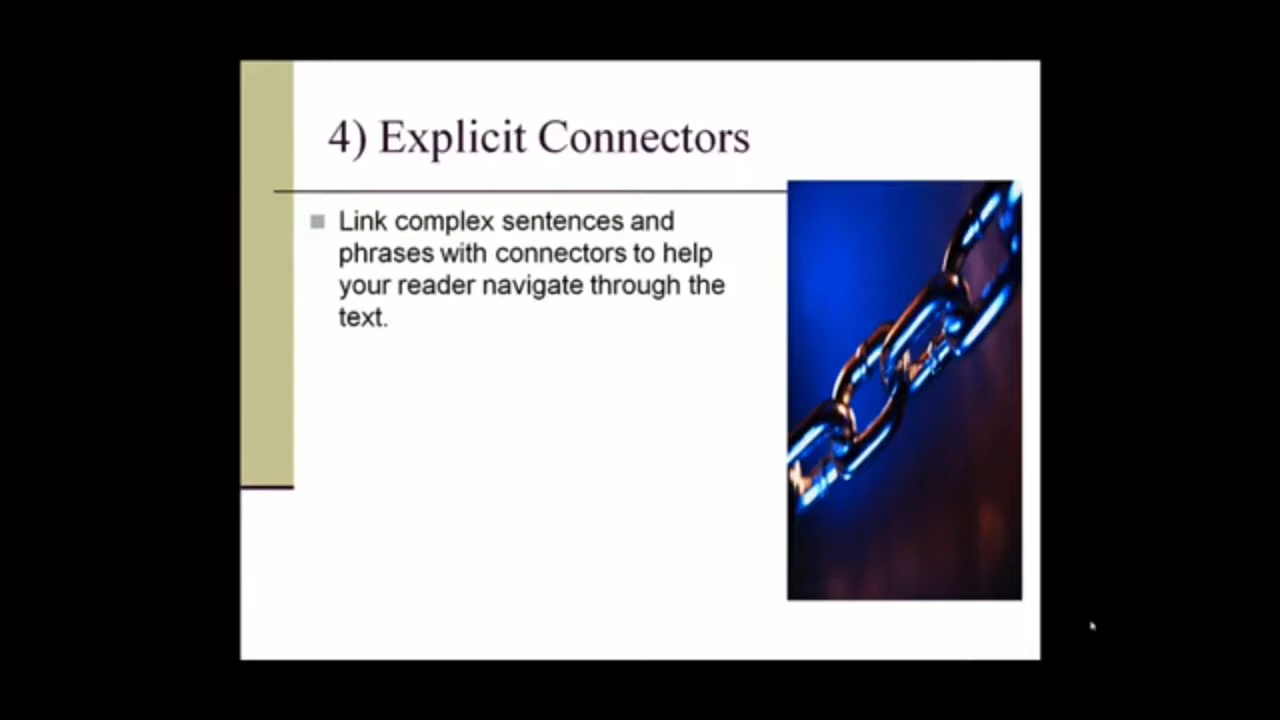 4) Explicit Connectors
Link complex sentences and
phrases with connectors to help
your reader navigate through the
text.